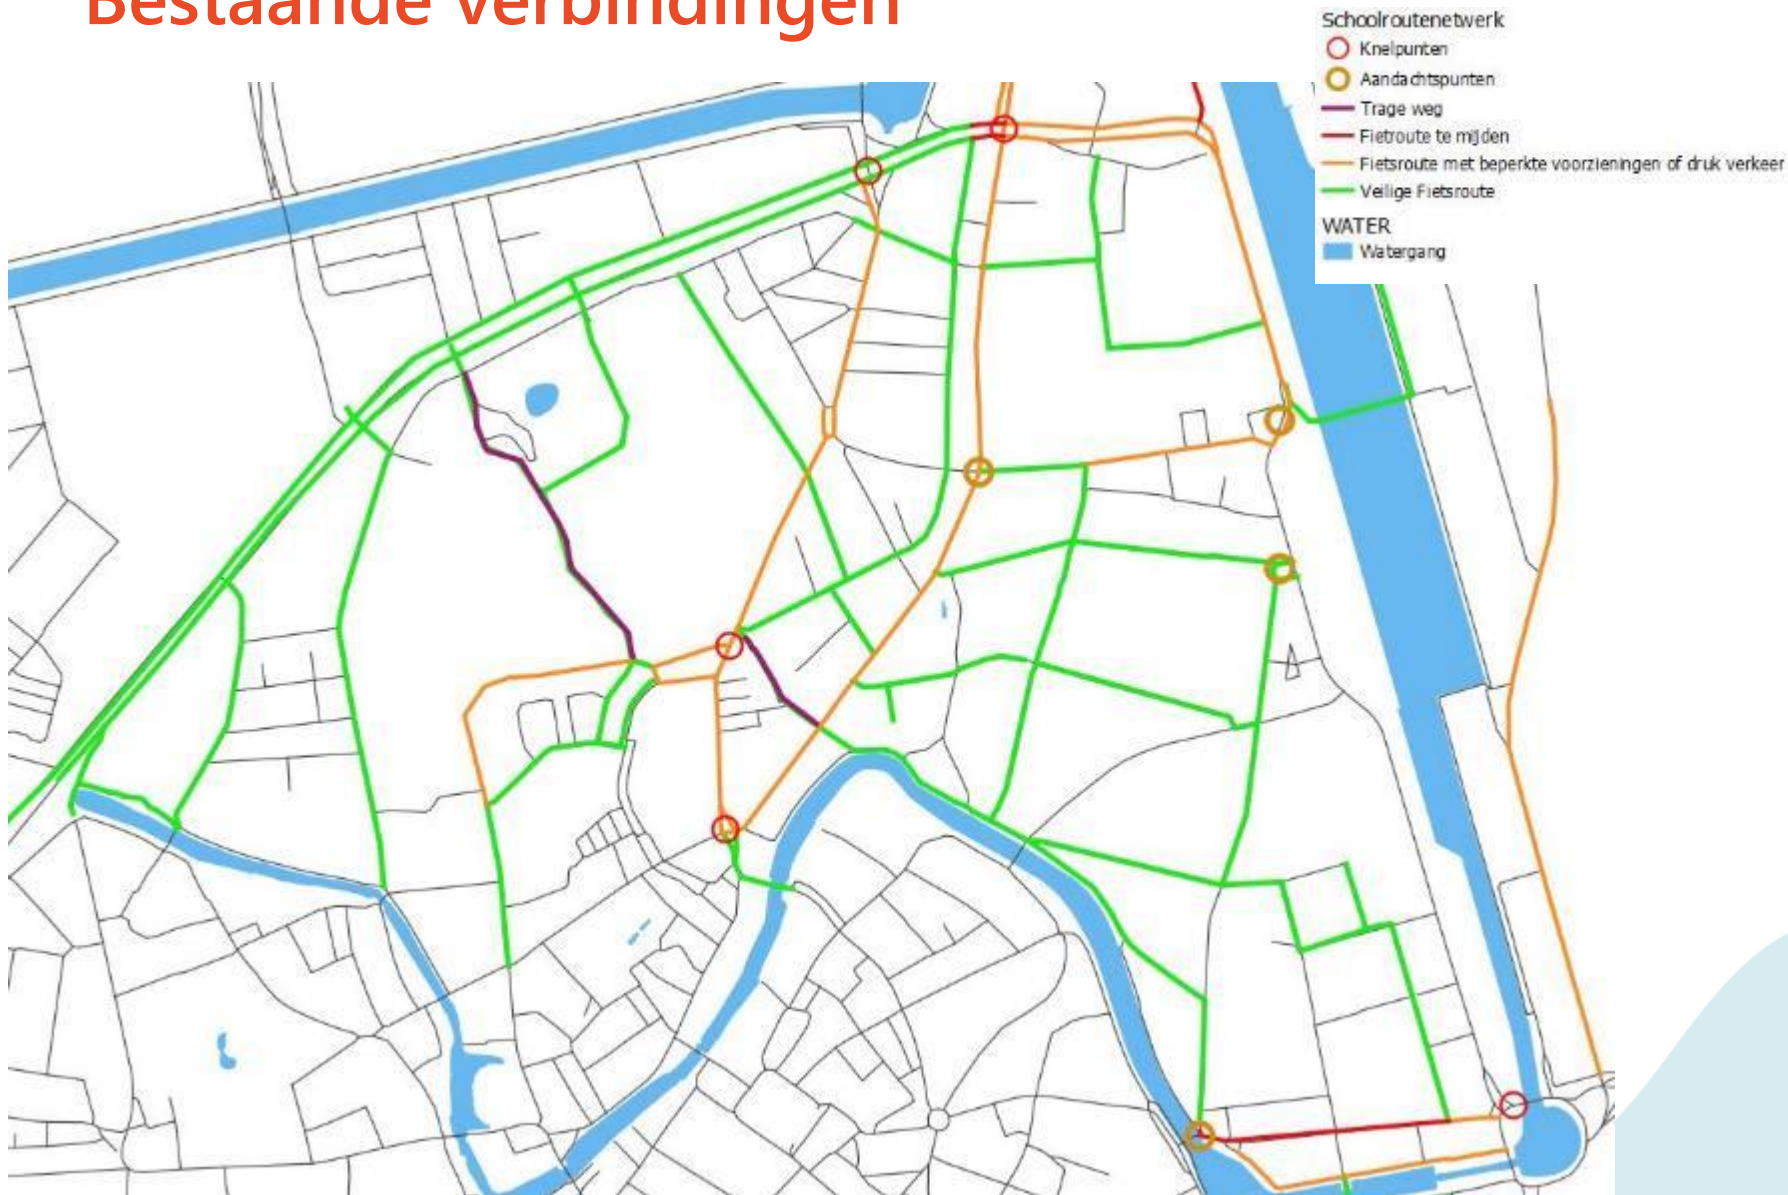 Bestaande verbindingen
Schoolroutenetwerk
Knelpunten
Aandachtspunten
Trage weg
Fietroute te mijden
Fietsroute met beperkte voorzieningen of druk verkeer
Veilige Fietsroute
WATER
Watergang